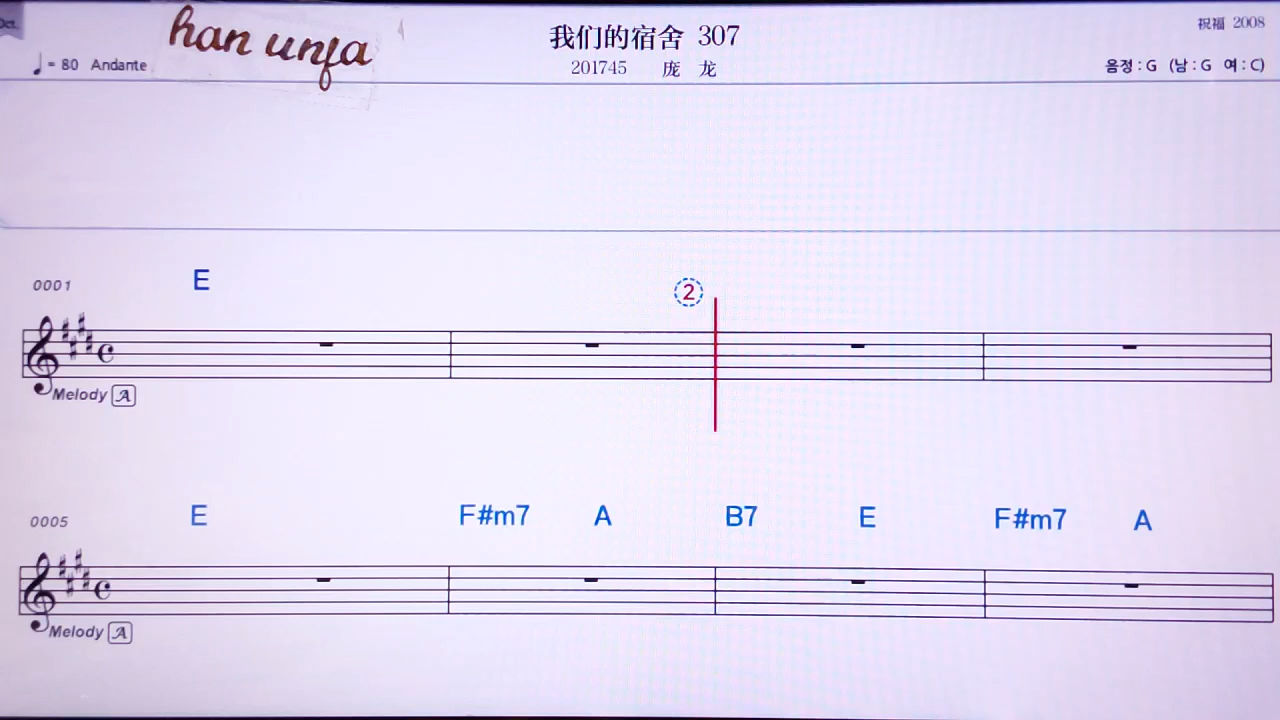 Oct.
han unfa
我们的宿舍 307
祝福 2008
♩= 80 Andante
201745 庞 龙
음정 : G (남 : G 여 : C)
0001 E
2
Melody A
0005 E F#m7 A B7 E F#m7 A
Melody A